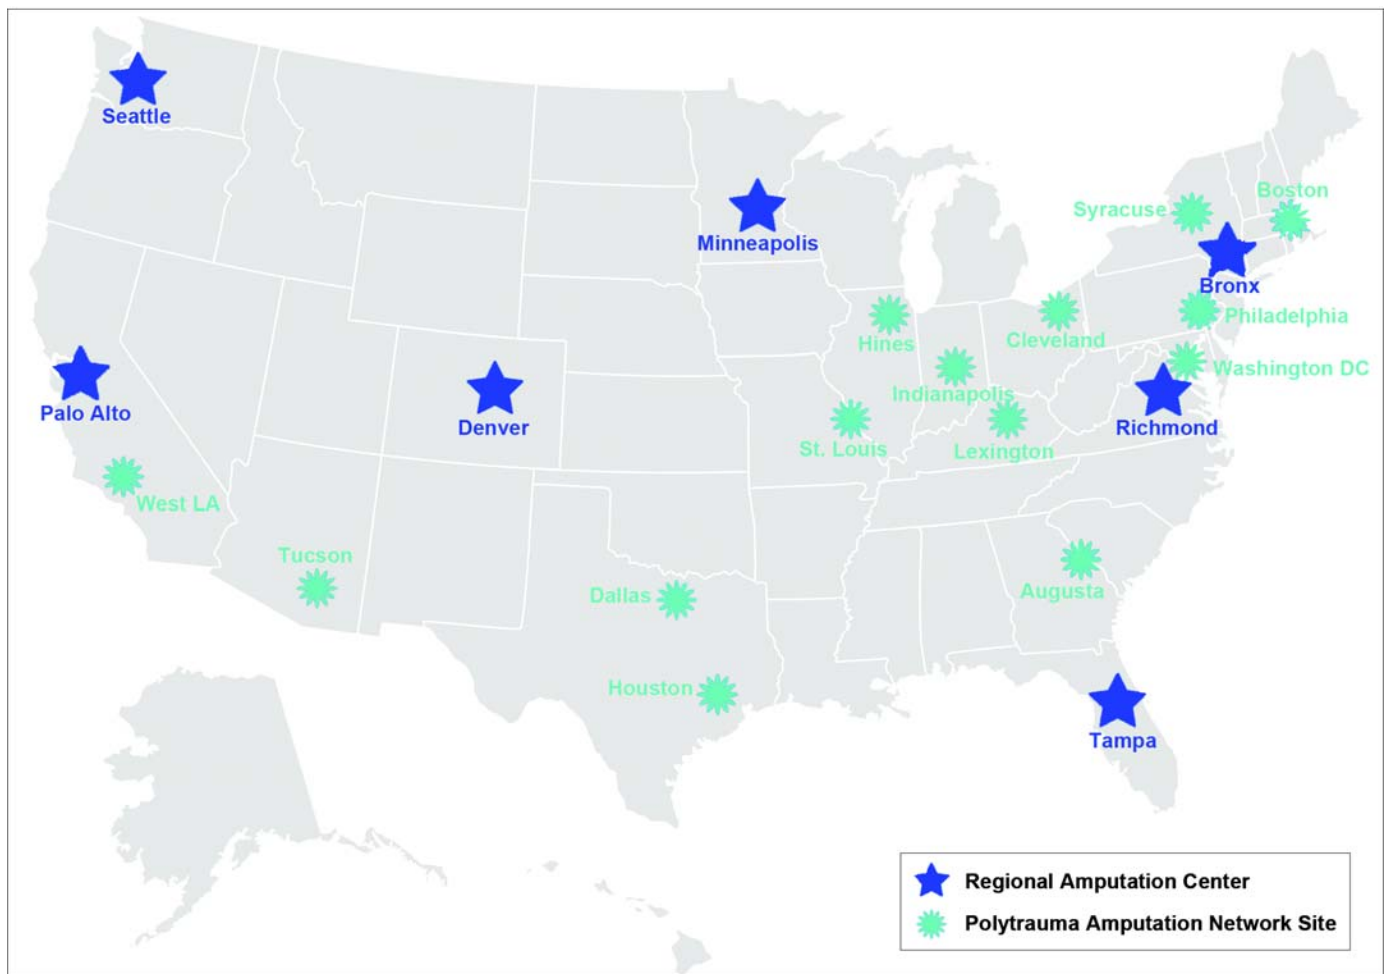 Seattle
Boston
Syracuse
Minneapolis
Bronx
Philadelphia
Hines
Cleveland
Washington DC
Indianapolis
Palo Alto
Denver
Richmond
St. Louis
Lexington
West LA
Tucson
Dallas
Augusta
Houston
Tampa
Regional Amputation Center
Polytrauma Amputation Network Site